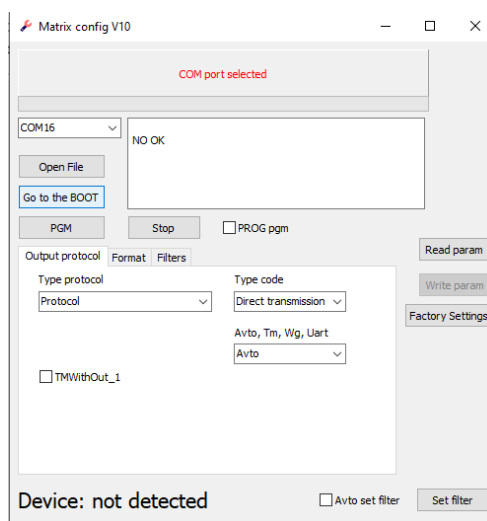 Matrix config V10
COM port selected
COM16
NO OK
Open File
Go to the BOOT
PGM Stop PROG pgm
Output protocol Format Filters
Read param
Type protocol Type code
Write param
Protocol Direct transmission
Factory Settings
Avto, Tm, Wg, Uart
Avto
TMWithOut_1
Device: not detected Avto set filter Set filter